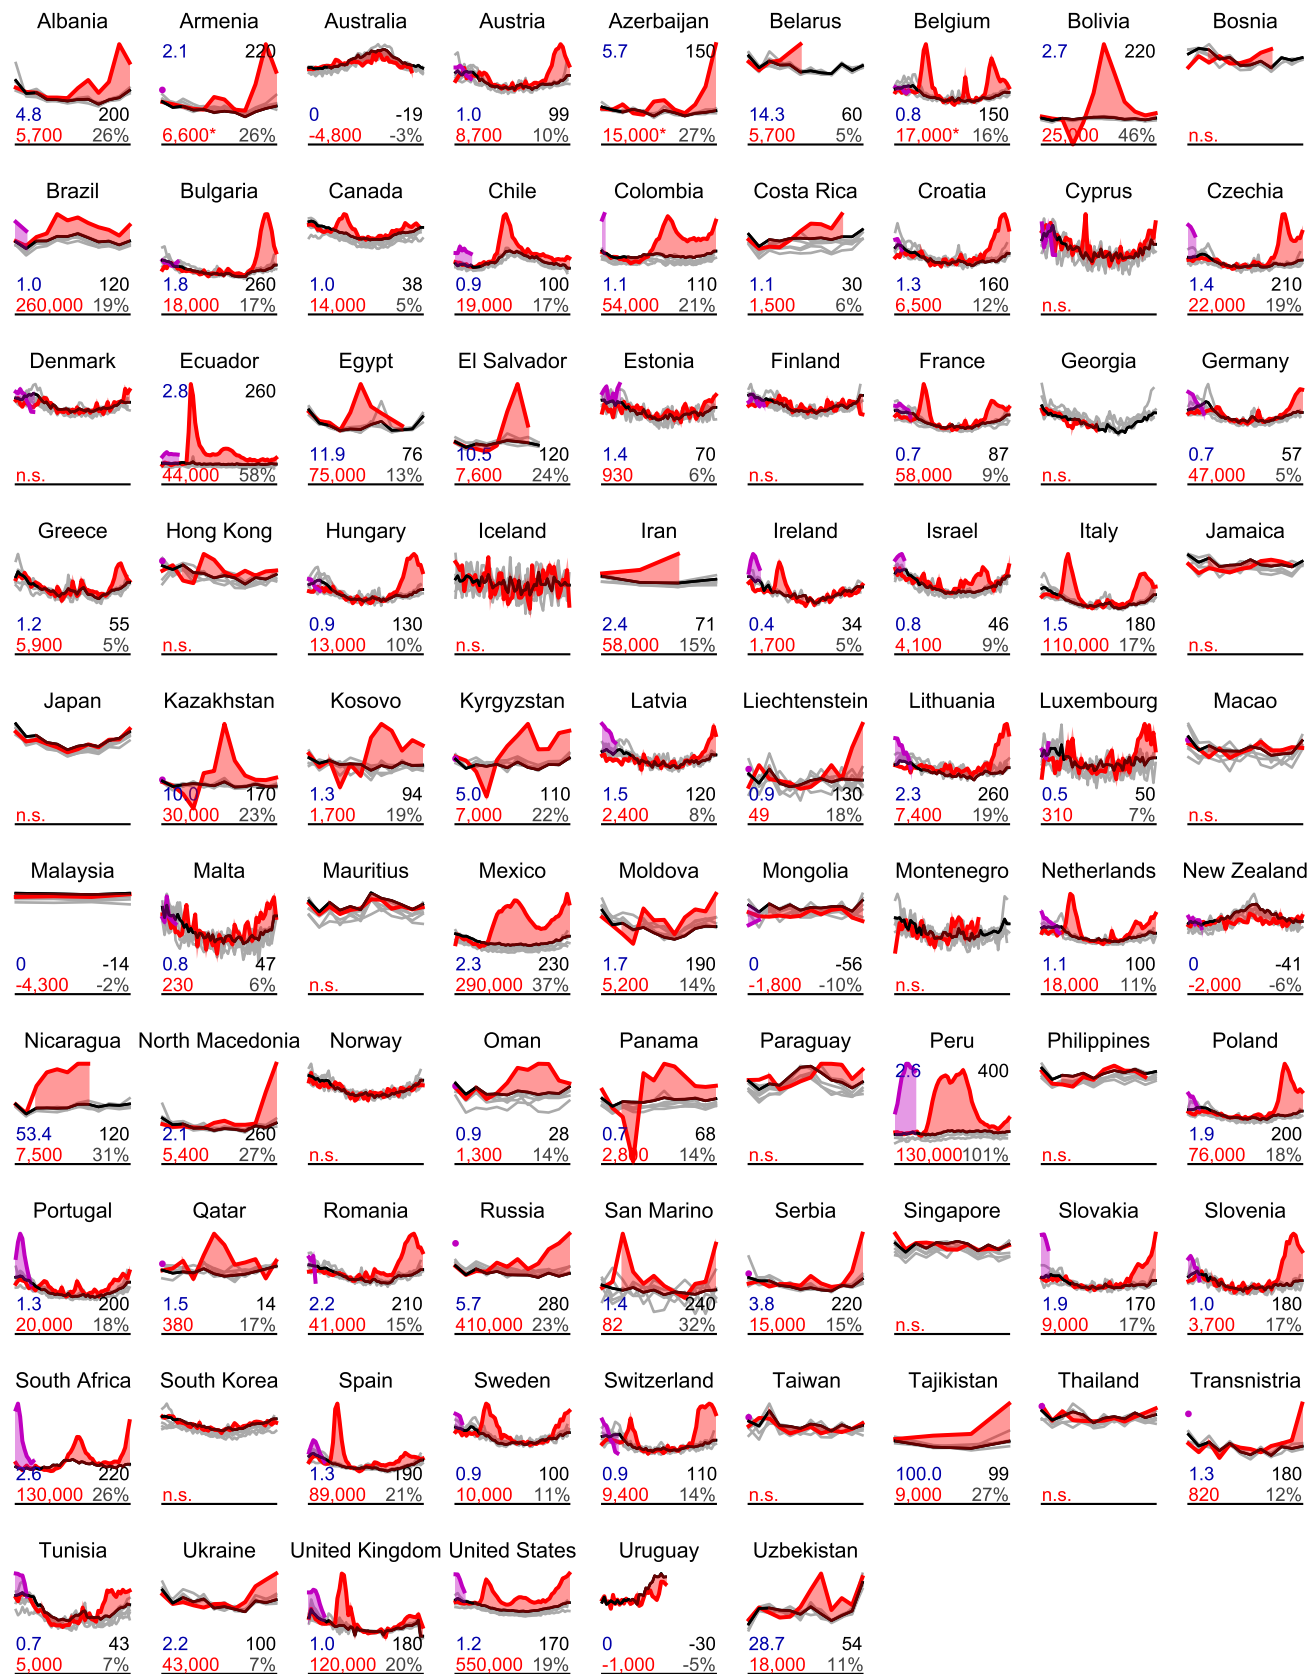 Albania Armenia Australia Austria Azerbaijan Belarus Belgium Bolivia Bosnia
2.1 220 5.7 150 2.7 220
4.8 200 0 -19 1.0 99 14.3 60 0.8 150
5,700 26% 6,600* 26% -4,800 -3% 8,700 10% 15,000* 27% 5,700 5% 17,000* 16% 25,000 46% n.s.
Brazil Bulgaria Canada Chile Colombia Costa Rica Croatia Cyprus Czechia
1.0 120 1.8 260 1.0 38 0.9 100 1.1 110 1.1 30 1.3 160 1.4 210
260,000 19% 18,000 17% 14,000 5% 19,000 17% 54,000 21% 1,500 6% 6,500 12% n.s. 22,000 19%
Denmark Ecuador Egypt El Salvador Estonia Finland France Georgia Germany
2.8 260
11.9 76 10.5 120 1.4 70 0.7 87 0.7 57
n.s. 44,000 58% 75,000 13% 7,600 24% 930 6% n.s. 58,000 9% n.s. 47,000 5%
Greece Hong Kong Hungary Iceland Iran Ireland Israel Italy Jamaica
1.2 55 0.9 130 2.4 71 0.4 34 0.8 46 1.5 180
5,900 5% n.s. 13,000 10% n.s. 58,000 15% 1,700 5% 4,100 9% 110,000 17% n.s.
Japan Kazakhstan Kosovo Kyrgyzstan Latvia Liechtenstein Lithuania Luxembourg Macao
10.0 170 1.3 94 5.0 110 1.5 120 0.9 130 2.3 260 0.5 50
n.s. 30,000 23% 1,700 19% 7,000 22% 2,400 8% 49 18% 7,400 19% 310 7% n.s.
Malaysia Malta Mauritius Mexico Moldova Mongolia Montenegro Netherlands New Zealand
0 -14 0.8 47 2.3 230 1.7 190 0 -56 1.1 100 0 -41
-4,300 -2% 230 6% n.s. 290,000 37% 5,200 14% -1,800 -10% n.s. 18,000 11% -2,000 -6%
Nicaragua North Macedonia Norway Oman Panama Paraguay Peru Philippines Poland
2.6 400
53.4 120 2.1 260 0.9 28 0.7 68 1.9 200
7,500 31% 5,400 27% n.s. 1,300 14% 2,800 14% n.s. 130,000 101% n.s. 76,000 18%
Portugal Qatar Romania Russia San Marino Serbia Singapore Slovakia Slovenia
1.3 200 1.5 14 2.2 210 5.7 280 1.4 240 3.8 220 1.9 170 1.0 180
20,000 18% 380 17% 41,000 15% 410,000 23% 82 32% 15,000 15% n.s. 9,000 17% 3,700 17%
South Africa South Korea Spain Sweden Switzerland Taiwan Tajikistan Thailand Transnistria
2.6 220 1.3 190 0.9 100 0.9 110 100.0 99 1.3 180
130,000 26% n.s. 89,000 21% 10,000 11% 9,400 14% n.s. 9,000 27% n.s. 820 12%
Tunisia Ukraine United Kingdom United States Uruguay Uzbekistan
0.7 43 2.2 100 1.0 180 1.2 170 0 -30 28.7 54
5,000 7% 43,000 7% 120,000 20% 550,000 19% -1,000 -5% 18,000 11%